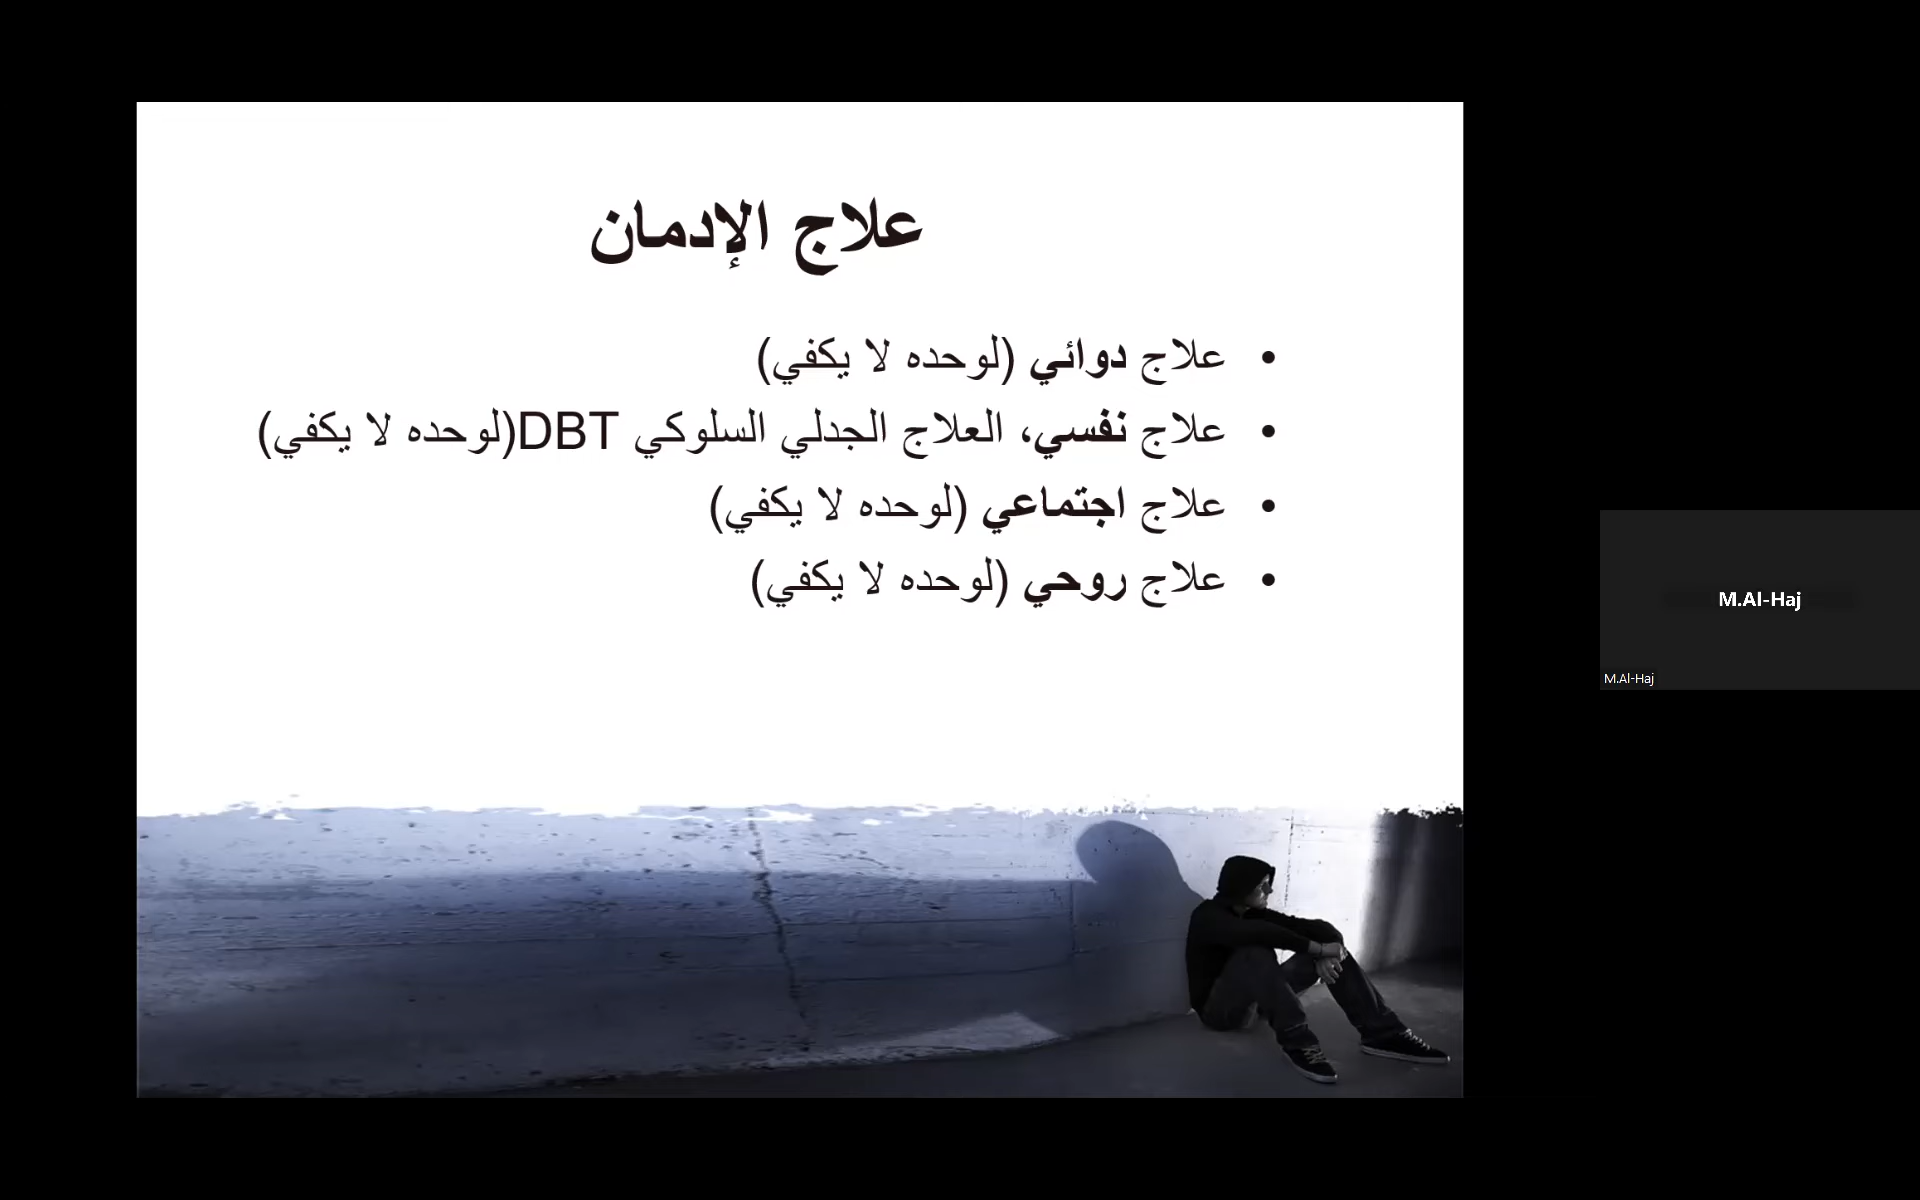 علاج الإدمان
• علاج دوائي (لوحده لا يكفي)
• علاج نفسي، العلاج الجدلي السلوكي DBT(لوحده لا يكفي)
• علاج اجتماعي (لوحده لا يكفي)
• علاج روحي (لوحده لا يكفي)
M.Al-Haj
M.Al-Haj